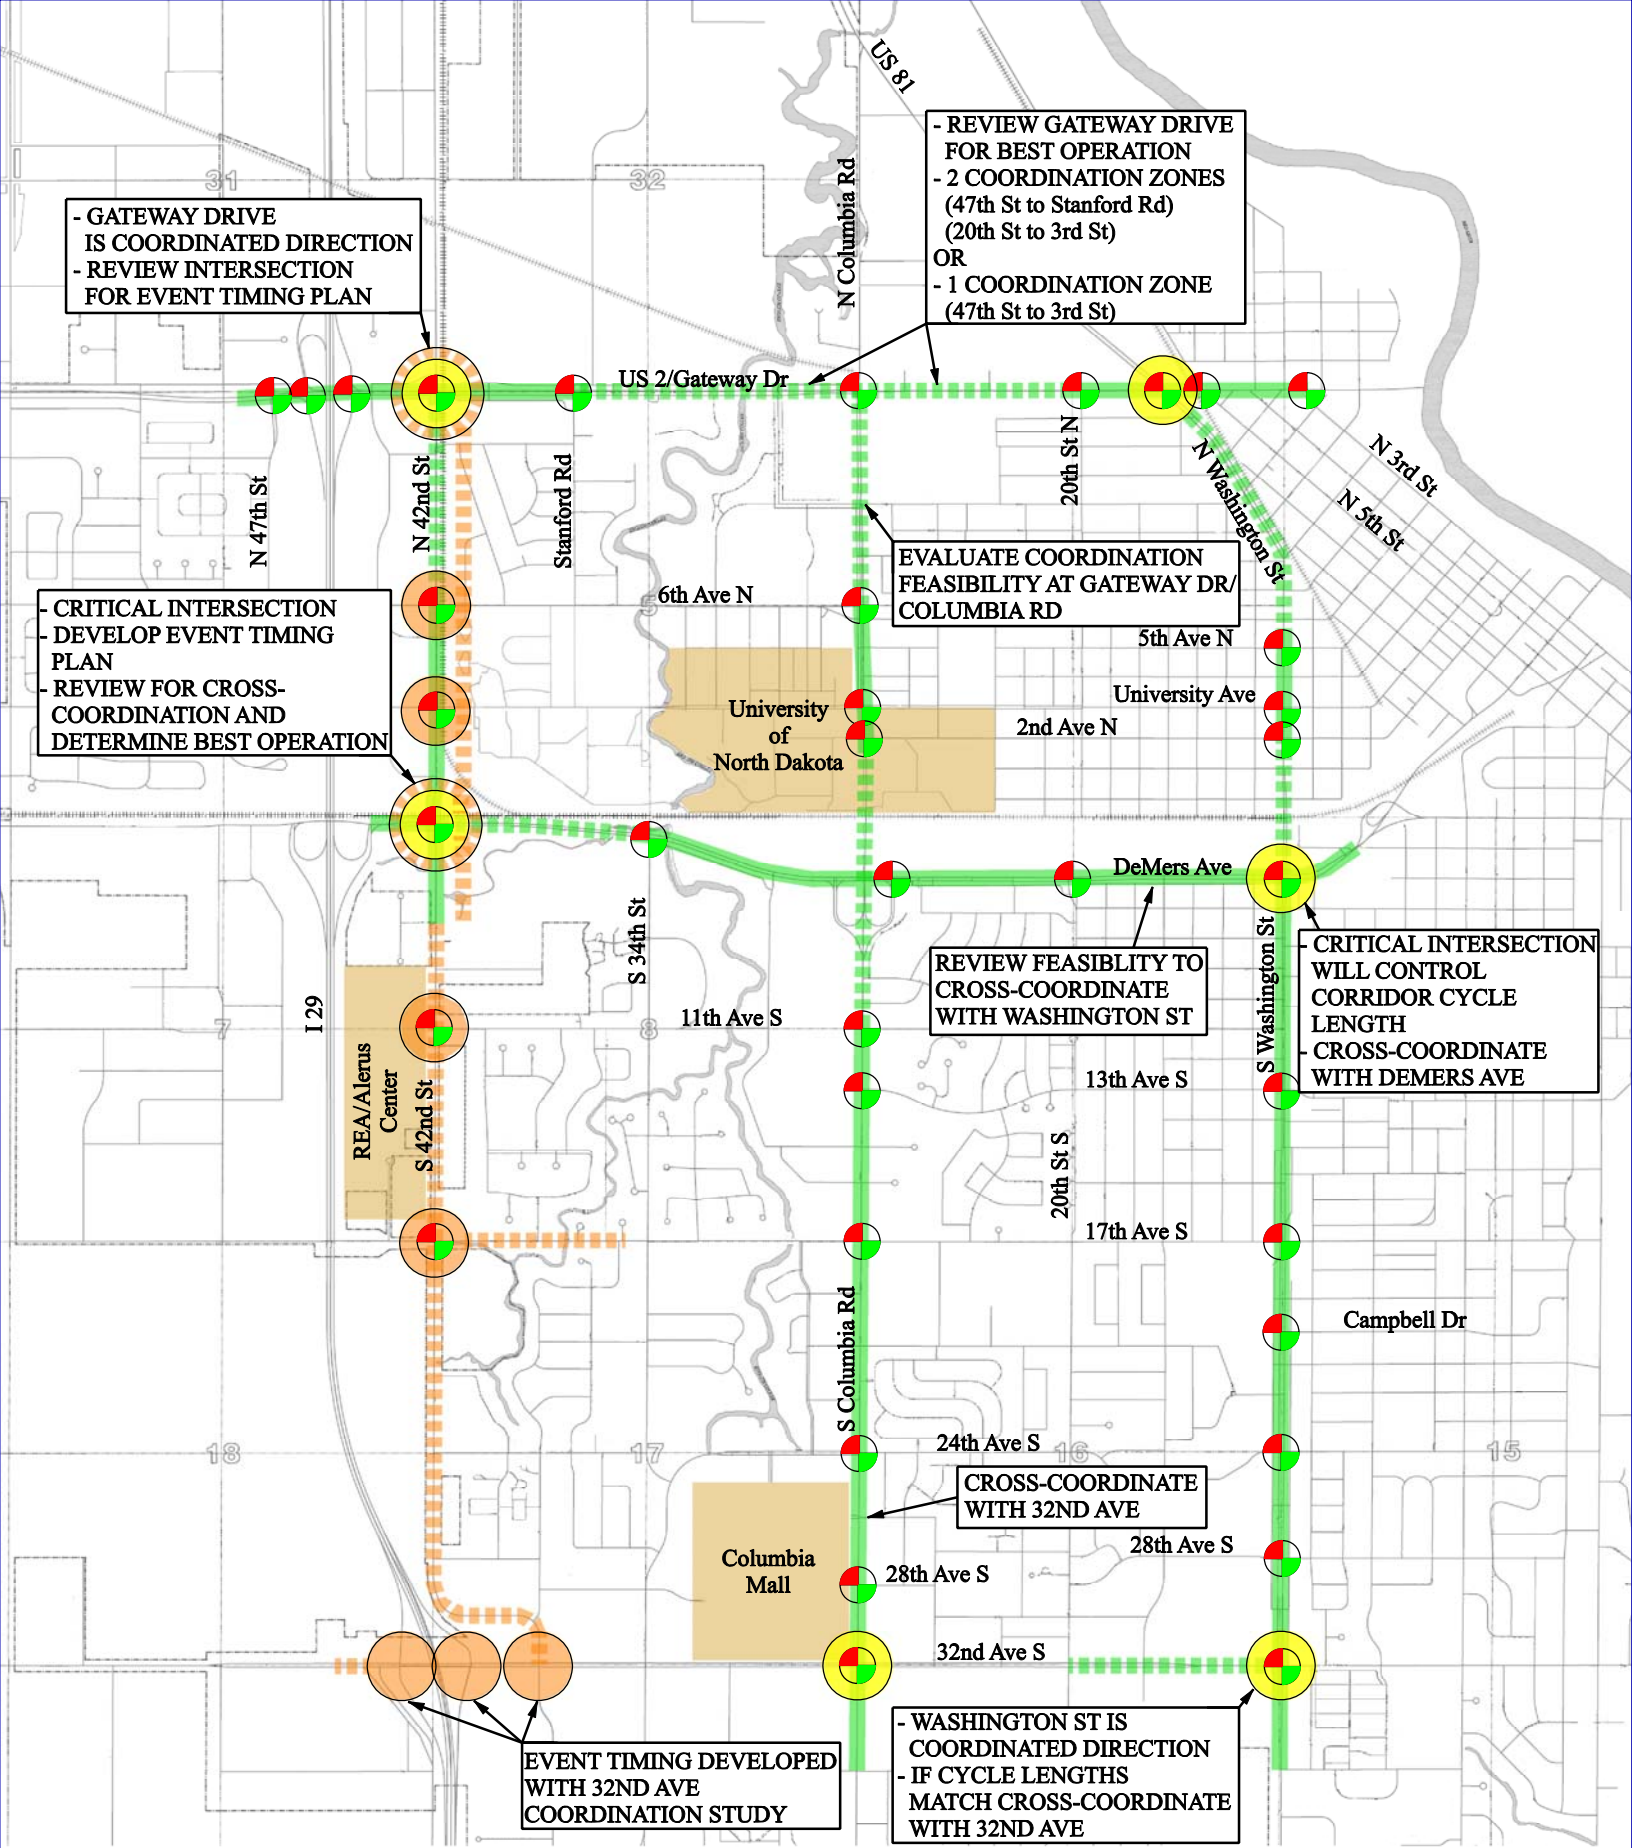 US 81
- REVIEW GATEWAY DRIVE
FOR BEST OPERATION
- 2 COORDINATION ZONES
(47th St to Stanford Rd)
(20th St to 3rd St)
OR
- 1 COORDINATION ZONE
(47th St to 3rd St)
31
32
N Columbia Rd
- GATEWAY DRIVE
IS COORDINATED DIRECTION
- REVIEW INTERSECTION
FOR EVENT TIMING PLAN
US 2/Gateway Dr
N 47th St
N 42nd St
Stanford Rd
20th St N
N Washington St
N 3rd St
N 5th St
EVALUATE COORDINATION
FEASIBILITY AT GATEWAY DR/
COLUMBIA RD
- CRITICAL INTERSECTION
- DEVELOP EVENT TIMING
PLAN
- REVIEW FOR CROSS-
COORDINATION AND
DETERMINE BEST OPERATION
5
6th Ave N
5th Ave N
University Ave
2nd Ave N
University
of
North Dakota
DeMers Ave
S 34th St
S Washington St
REVIEW FEASIBLITY TO
CROSS-COORDINATE
WITH WASHINGTON ST
- CRITICAL INTERSECTION
WILL CONTROL
CORRIDOR CYCLE
LENGTH
- CROSS-COORDINATE
WITH DEMERS AVE
I 29
7
8
11th Ave S
REA/Alerus
Center
S 42nd St
13th Ave S
20th St S
17th Ave S
S Columbia Rd
Campbell Dr
18
17
24th Ave S
16
15
CROSS-COORDINATE
WITH 32ND AVE
Columbia
Mall
28th Ave S
28th Ave S
32nd Ave S
EVENT TIMING DEVELOPED
WITH 32ND AVE
COORDINATION STUDY
- WASHINGTON ST IS
COORDINATED DIRECTION
- IF CYCLE LENGTHS
MATCH CROSS-COORDINATE
WITH 32ND AVE